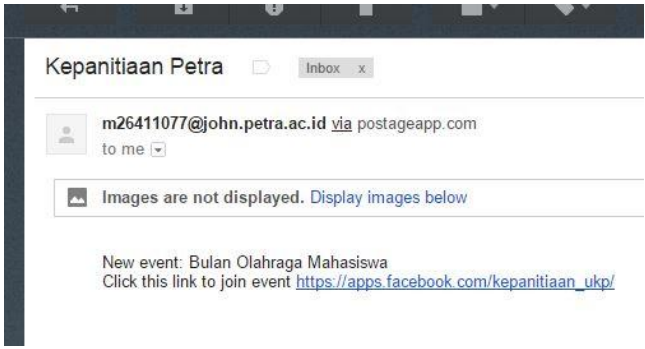 Kepanitiaan Petra Inbox x
m26411077@john.petra.ac.id via postageapp.com
to me
Images are not displayed. Display images below
New event: Bulan Olahraga Mahasiswa
Click this link to join event https://apps.facebook.com/kepanitiaan_ukp/